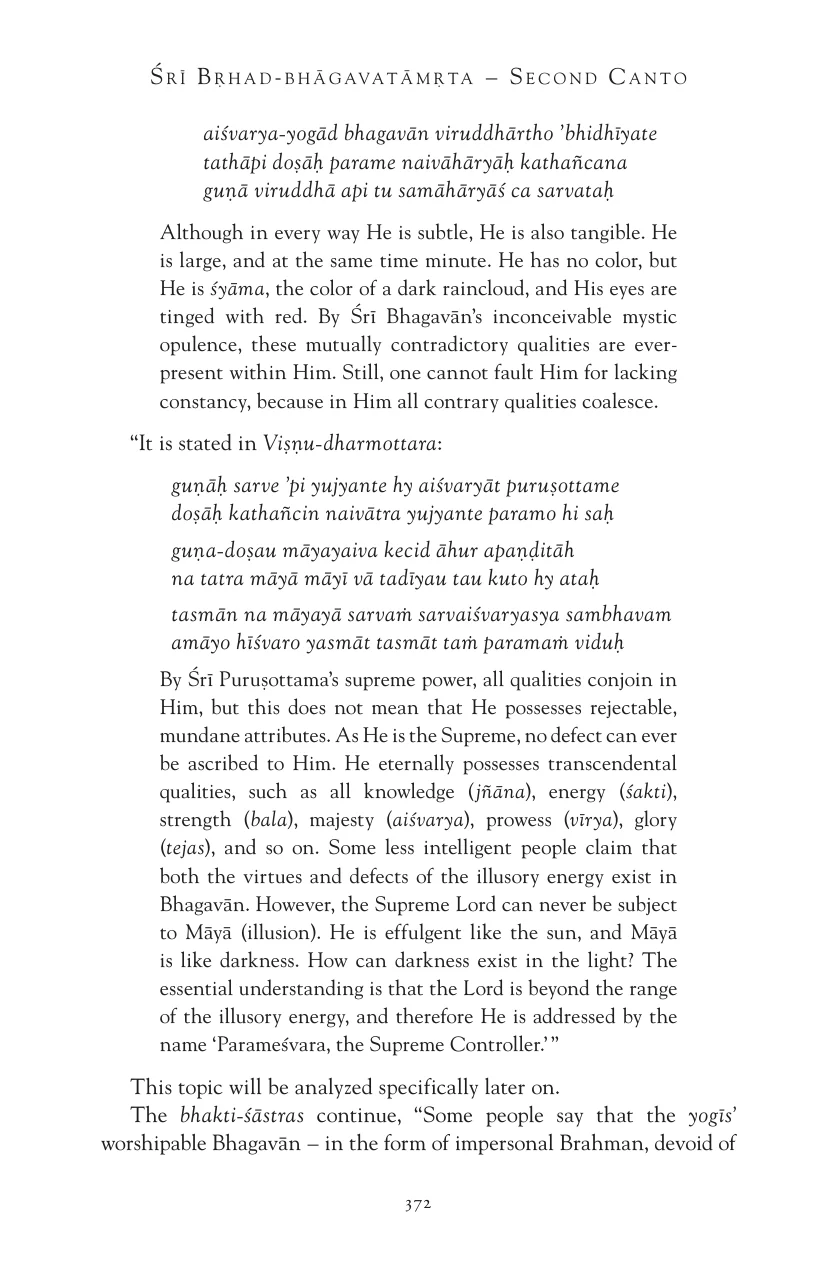 Śrī Bṛhad-bhāgavatāmṛta – Second Canto
aiśvarya-yogād bhagavān viruddhārtho ’bhidhīyate
tathāpi doṣāḥ parame naivāhāryāḥ kathañcana
guṇā viruddhā api tu samāhāryāś ca sarvataḥ
Although in every way He is subtle, He is also tangible. He
is large, and at the same time minute. He has no color, but
He is śyāma, the color of a dark raincloud, and His eyes are
tinged with red. By Śrī Bhagavān’s inconceivable mystic
opulence, these mutually contradictory qualities are ever-
present within Him. Still, one cannot fault Him for lacking
constancy, because in Him all contrary qualities coalesce.
“It is stated in Viṣṇu-dharmottara:
guṇāḥ sarve ’pi yujyante hy aiśvaryāt puruṣottame
doṣāḥ kathañcin naivātra yujyante paramo hi saḥ
guṇa-doṣau māyayaiva kecid āhur apaṇḍitāh
na tatra māyā māyī vā tadīyau tau kuto hy ataḥ
tasmān na māyayā sarvaṁ sarvaiśvaryasya sambhavam
amāyo hīśvaro yasmāt tasmāt taṁ paramaṁ viduḥ
By Śrī Puruṣottama’s supreme power, all qualities conjoin in
Him, but this does not mean that He possesses rejectable,
mundane attributes. As He is the Supreme, no defect can ever
be ascribed to Him. He eternally possesses transcendental
qualities, such as all knowledge (jñāna), energy (śakti),
strength (bala), majesty (aiśvarya), prowess (vīrya), glory
(tejas), and so on. Some less intelligent people claim that
both the virtues and defects of the illusory energy exist in
Bhagavān. However, the Supreme Lord can never be subject
to Māyā (illusion). He is effulgent like the sun, and Māyā
is like darkness. How can darkness exist in the light? The
essential understanding is that the Lord is beyond the range
of the illusory energy, and therefore He is addressed by the
name ‘Parameśvara, the Supreme Controller.’ ”
This topic will be analyzed specifically later on.
The bhakti-śāstras continue, “Some people say that the yogīs’
worshipable Bhagavān – in the form of impersonal Brahman, devoid of
372